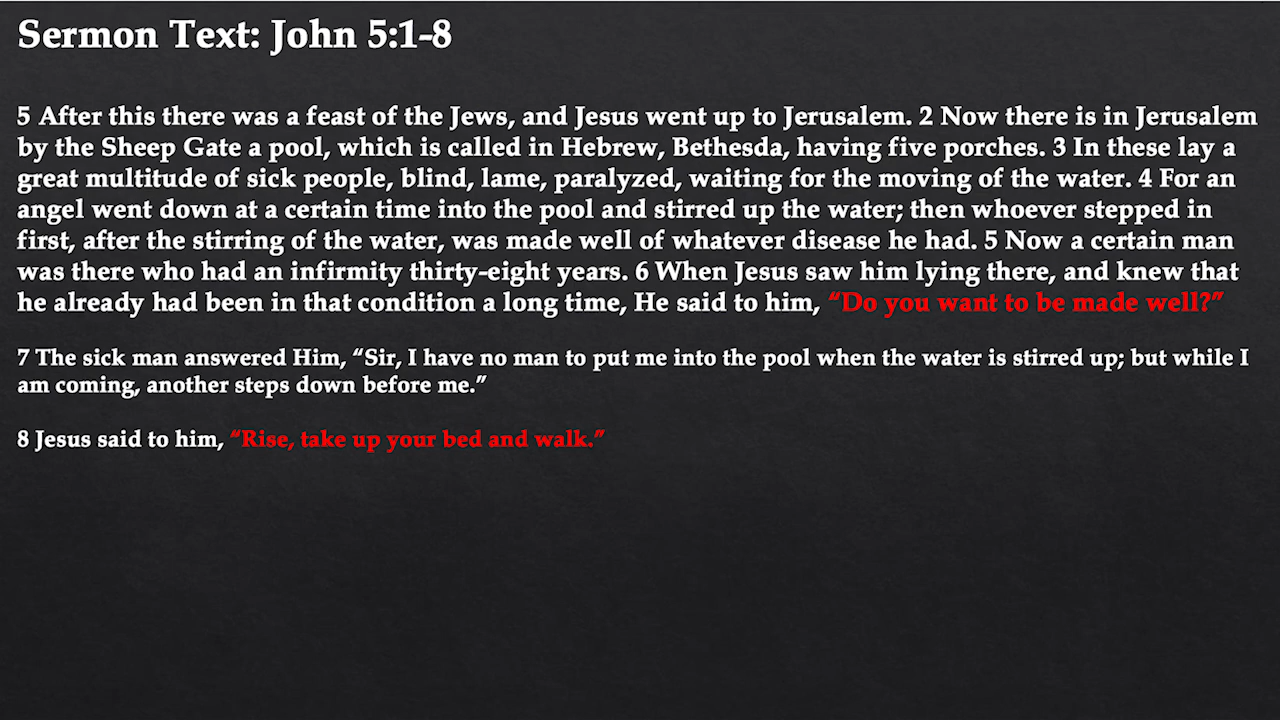 Sermon Text: John 5:1-8
5 After this there was a feast of the Jews, and Jesus went up to Jerusalem. 2 Now there is in Jerusalem
by the Sheep Gate a pool, which is called in Hebrew, Bethesda, having five porches. 3 In these lay a
great multitude of sick people, blind, lame, paralyzed, waiting for the moving of the water. 4 For an
angel went down at a certain time into the pool and stirred up the water; then whoever stepped in
first, after the stirring of the water, was made well of whatever disease he had. 5 Now a certain man
was there who had an infirmity thirty-eight years. 6 When Jesus saw him lying there, and knew that
he already had been in that condition a long time, He said to him, “Do you want to be made well?”
7 The sick man answered Him, “Sir, I have no man to put me into the pool when the water is stirred up; but while I
am coming, another steps down before me.”
8 Jesus said to him, “Rise, take up your bed and walk.”